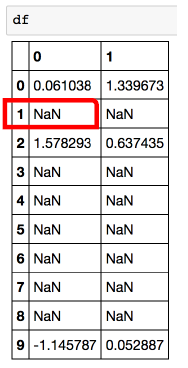 df
0 1
0 0.061038 1.339673
1 NaN NaN
2 1.578293 0.637435
3 NaN NaN
4 NaN NaN
5 NaN NaN
6 NaN NaN
7 NaN NaN
8 NaN NaN
9 -1.145787 0.052887